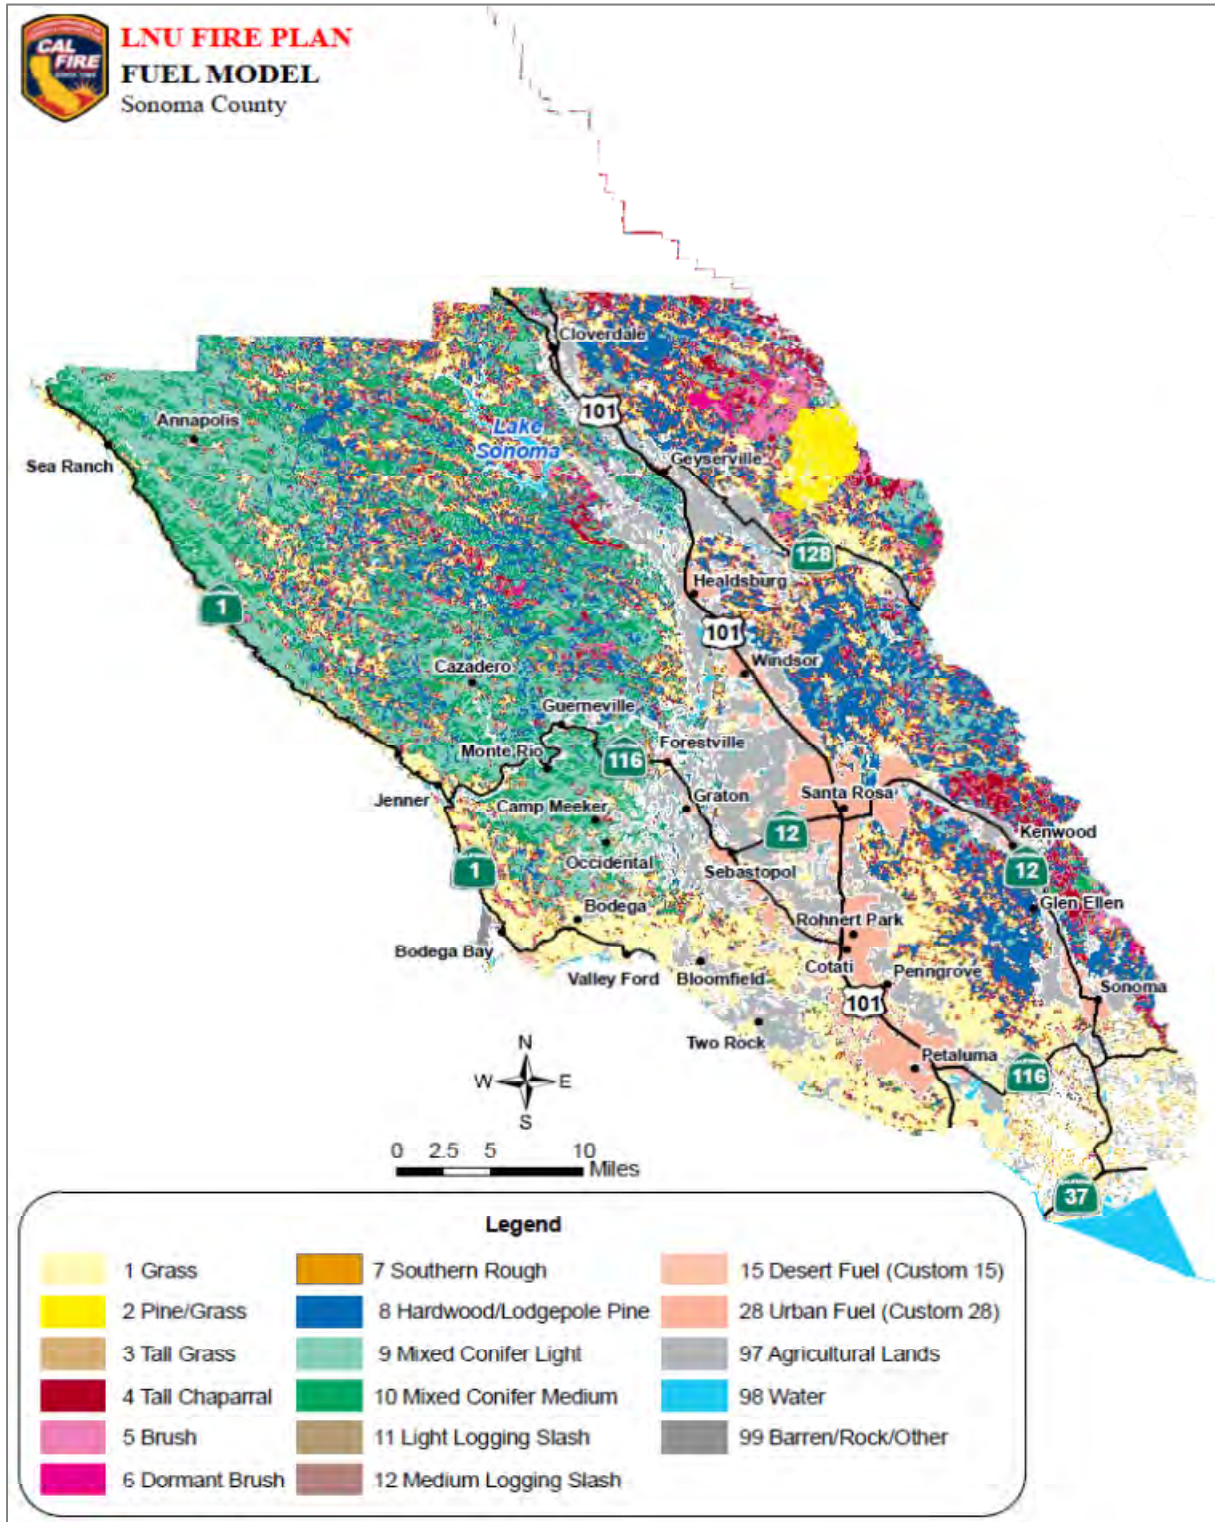 CAL
FIRE
LNU FIRE PLAN
FUEL MODEL
Sonoma County
Cloverdale
101
Annapolis
Lake
Sonoma
Sea Ranch
Geyserville
128
Healdsburg
1
101
Windsor
Cazadero
Guerneville
Monte Rio
116
Forestville
Jenner
Camp Meeker
Graton
Santa Rosa
12
Kenwood
1
Occidental
Sebastopol
12
Glen Ellen
Bodega
Rohnert Park
Bodega Bay
Valley Ford
Bloomfield
Cotati
Penngrove
101
Sonoma
Two Rock
Petaluma
116
N
W E
S
0 2.5 5 10
Miles
37
Legend
1 Grass
2 Pine/Grass
3 Tall Grass
4 Tall Chaparral
5 Brush
6 Dormant Brush
7 Southern Rough
8 Hardwood/Lodgepole Pine
9 Mixed Conifer Light
10 Mixed Conifer Medium
11 Light Logging Slash
12 Medium Logging Slash
15 Desert Fuel (Custom 15)
28 Urban Fuel (Custom 28)
97 Agricultural Lands
98 Water
99 Barren/Rock/Other